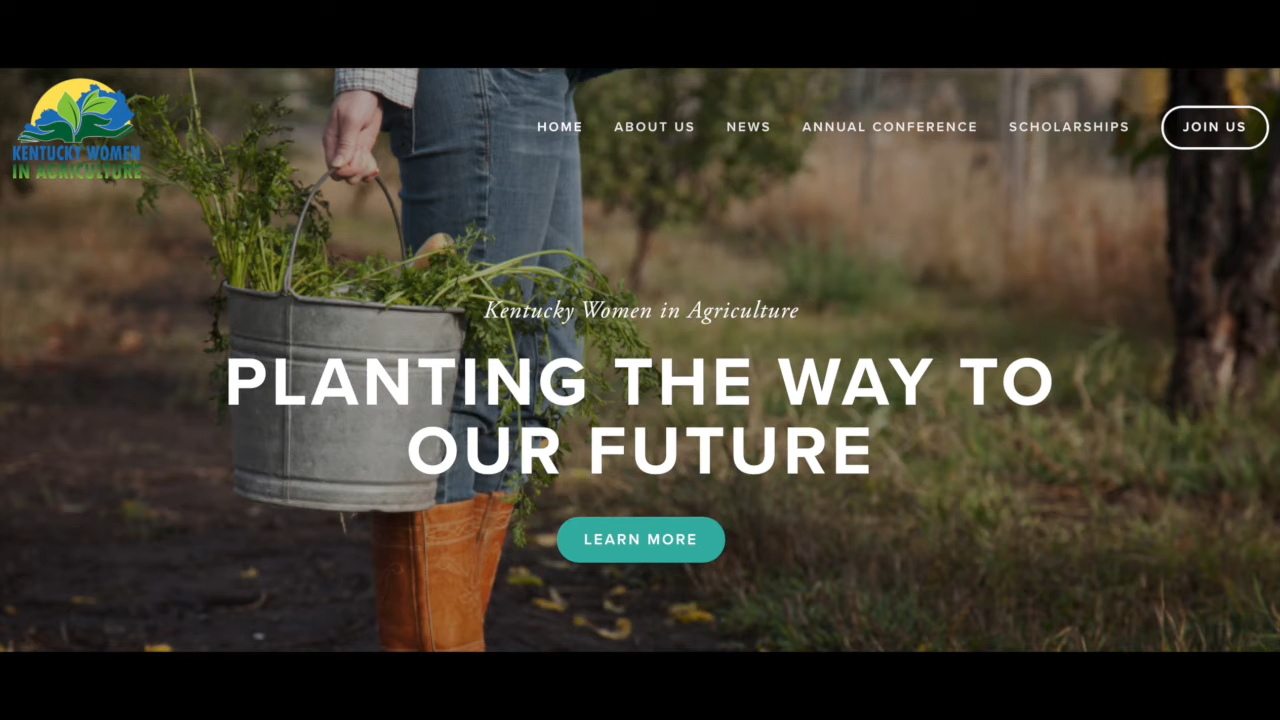 KENTUCKY WOMEN
IN AGRICULTURE
HOME
ABOUT US
NEWS
ANNUAL CONFERENCE
SCHOLARSHIPS
JOIN US
Kentucky Women in Agriculture
PLANTING THE WAY TO
OUR FUTURE
LEARN MORE